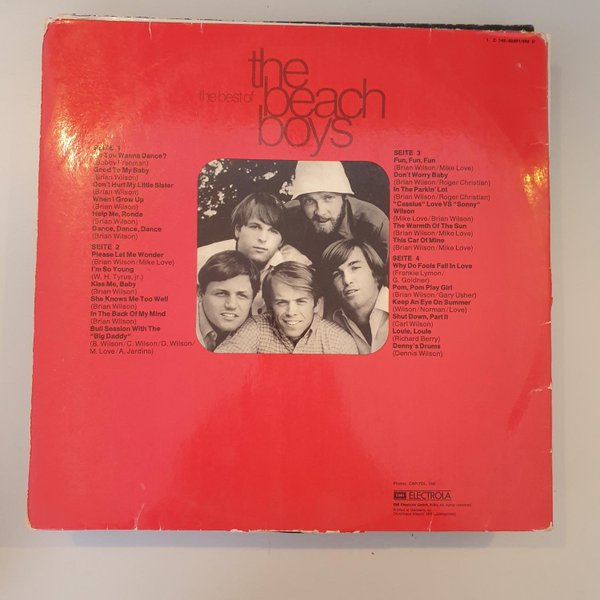 the best of
the
beach
boys
SEITE 1
Do You Wanna Dance?
(Bobby Freeman)
Good To My Baby
(Brian Wilson)
Don't Hurt My Little Sister
(Brian Wilson)
When I Grow Up
(Brian Wilson)
Help Me, Ronda
(Brian Wilson)
Dance, Dance, Dance
(Brian Wilson)
SEITE 2
Please Let Me Wonder
(Brian Wilson/Mike Love)
I'm So Young
(W. H. Tyrus, jr.)
Kiss Me, Baby
(Brian Wilson)
She Knows Me Too Well
(Brian Wilson)
In The Back Of My Mind
(Brian Wilson)
Bull Session With The
"Big Daddy"
(B. Wilson/C. Wilson/D. Wilson/
M. Love/A. Jardine)
SEITE 3
Fun, Fun, Fun
(Brian Wilson/Mike Love)
Don't Worry Baby
(Brian Wilson/Roger Christian)
In The Parkin' Lot
(Brian Wilson/Roger Christian)
"Cassius" Love VS "Sonny"
Wilson
(Mike Love/Brian Wilson)
The Warmth Of The Sun
(Brian Wilson/Mike Love)
This Car Of Mine
(Brian Wilson/Mike Love)
SEITE 4
Why Do Fools Fall In Love
(Frankie Lymon/
G. Goldner)
Pom, Pom Play Girl
(Brian Wilson/Gary Usher)
Keep An Eye On Summer
(Wilson/Norman/Love)
Shut Down, Part II
(Carl Wilson)
Louie, Louie
(Richard Berry)
Denny's Drums
(Dennis Wilson)
Photo: CAPITOL, EMI
EMI ELECTROLA
Printed in Germany